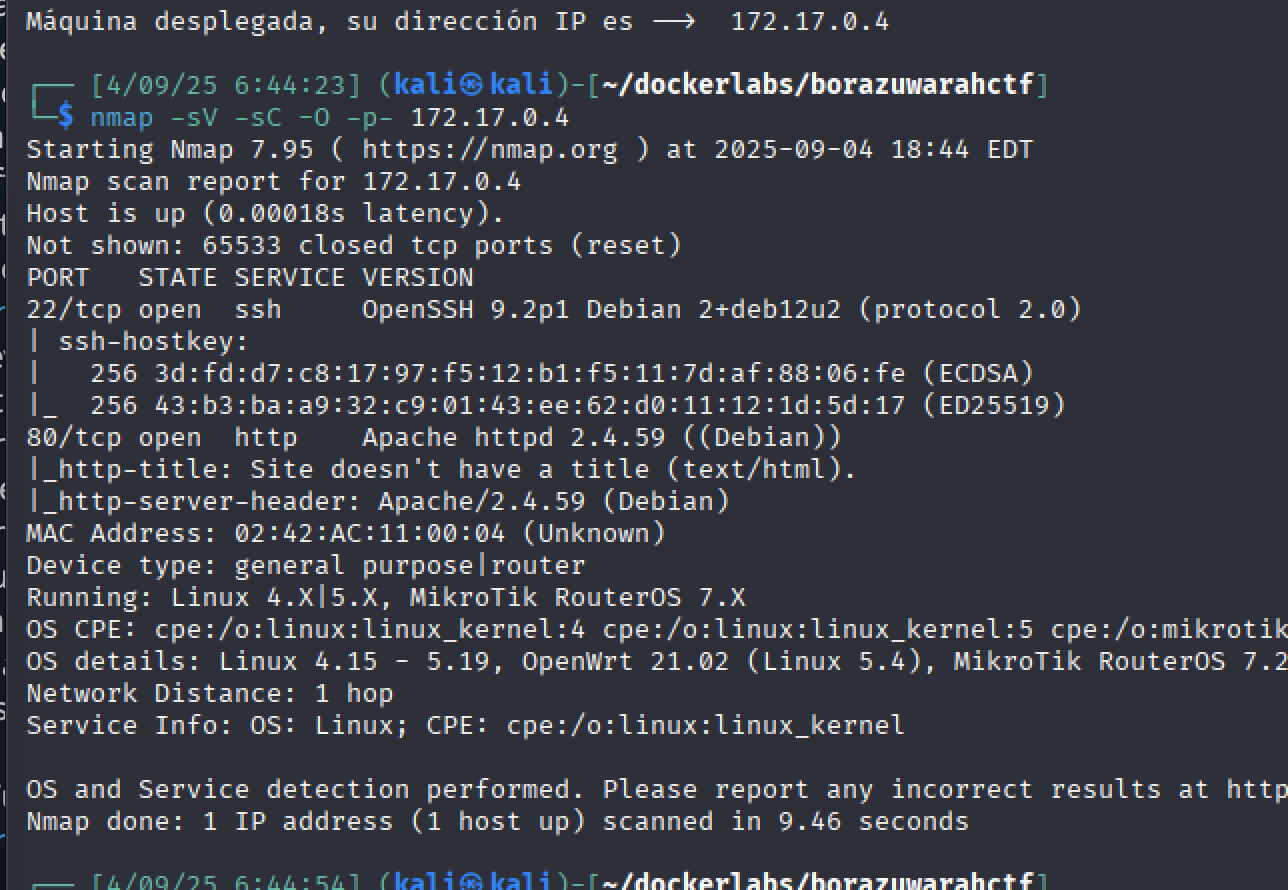 Máquina desplegada, su dirección IP es ⟶ 172.17.0.4
┌── [4/09/25 6:44:23] (kali㉿kali)-[~/dockerlabs/borazuwarahctf]
└─$ nmap -sV -sC -O -p- 172.17.0.4
Starting Nmap 7.95 ( https://nmap.org ) at 2025-09-04 18:44 EDT
Nmap scan report for 172.17.0.4
Host is up (0.00018s latency).
Not shown: 65533 closed tcp ports (reset)
PORT   STATE SERVICE VERSION
22/tcp open  ssh     OpenSSH 9.2p1 Debian 2+deb12u2 (protocol 2.0)
| ssh-hostkey:
|   256 3d:fd:d7:c8:17:97:f5:12:b1:f5:11:7d:af:88:06:fe (ECDSA)
|_  256 43:b3:ba:a9:32:c9:01:43:ee:62:d0:11:12:1d:5d:17 (ED25519)
80/tcp open  http    Apache httpd 2.4.59 ((Debian))
|_http-title: Site doesn't have a title (text/html).
|_http-server-header: Apache/2.4.59 (Debian)
MAC Address: 02:42:AC:11:00:04 (Unknown)
Device type: general purpose|router
Running: Linux 4.X|5.X, MikroTik RouterOS 7.X
OS CPE: cpe:/o:linux:linux_kernel:4 cpe:/o:linux:linux_kernel:5 cpe:/o:mikrotik
OS details: Linux 4.15 - 5.19, OpenWrt 21.02 (Linux 5.4), MikroTik RouterOS 7.2
Network Distance: 1 hop
Service Info: OS: Linux; CPE: cpe:/o:linux:linux_kernel
OS and Service detection performed. Please report any incorrect results at http
Nmap done: 1 IP address (1 host up) scanned in 9.46 seconds
┌── [4/09/25 6:44:54] (kali㉿kali)-[~/dockerlabs/borazuwarahctf]